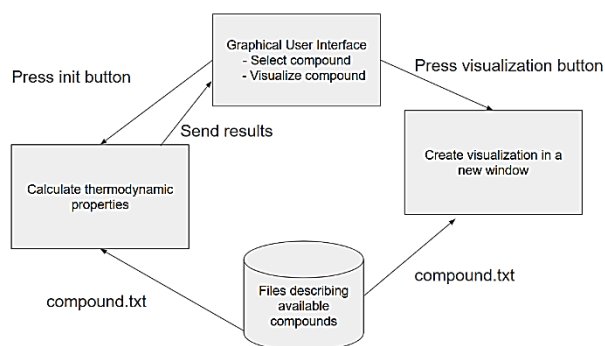 Graphical User Interface
- Select compound
- Visualize compound
Press init button
Press visualization button
Send results
Calculate thermodynamic
properties
Create visualization in a
new window
Files describing
available
compounds
compound.txt
compound.txt